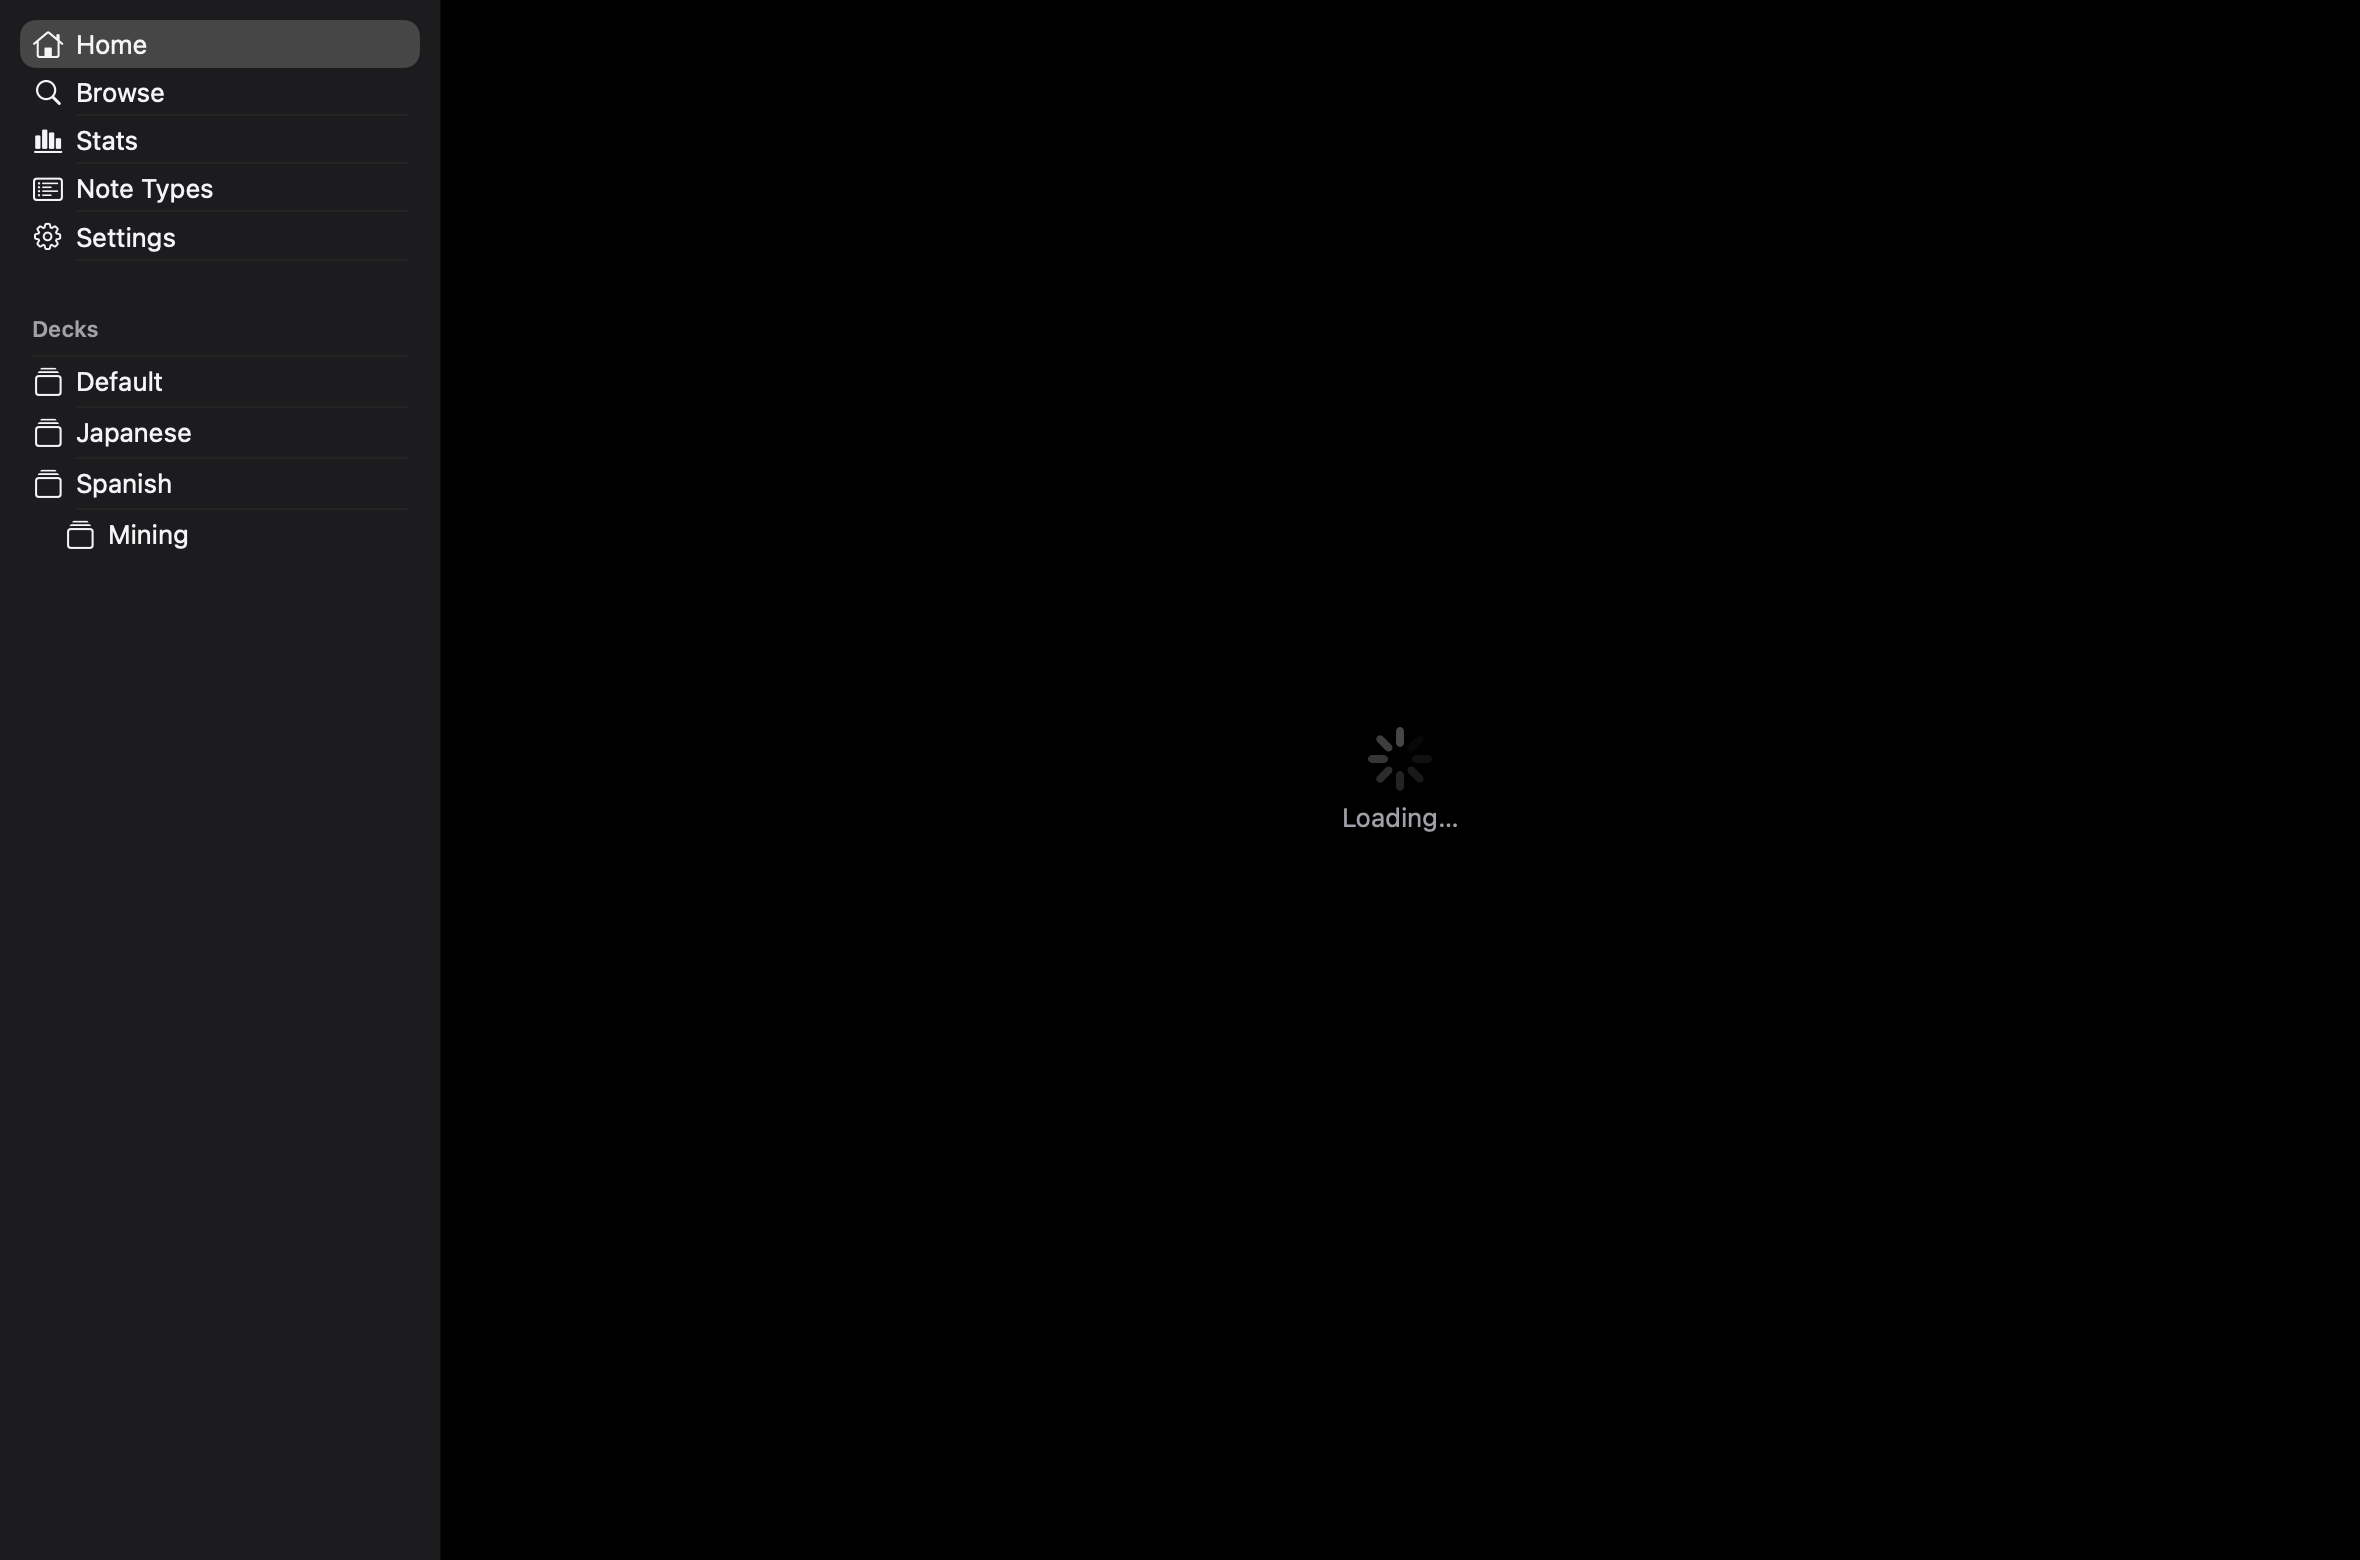 Home
Browse
Stats
Note Types
Settings
Decks
Default
Japanese
Spanish
Mining
Loading...